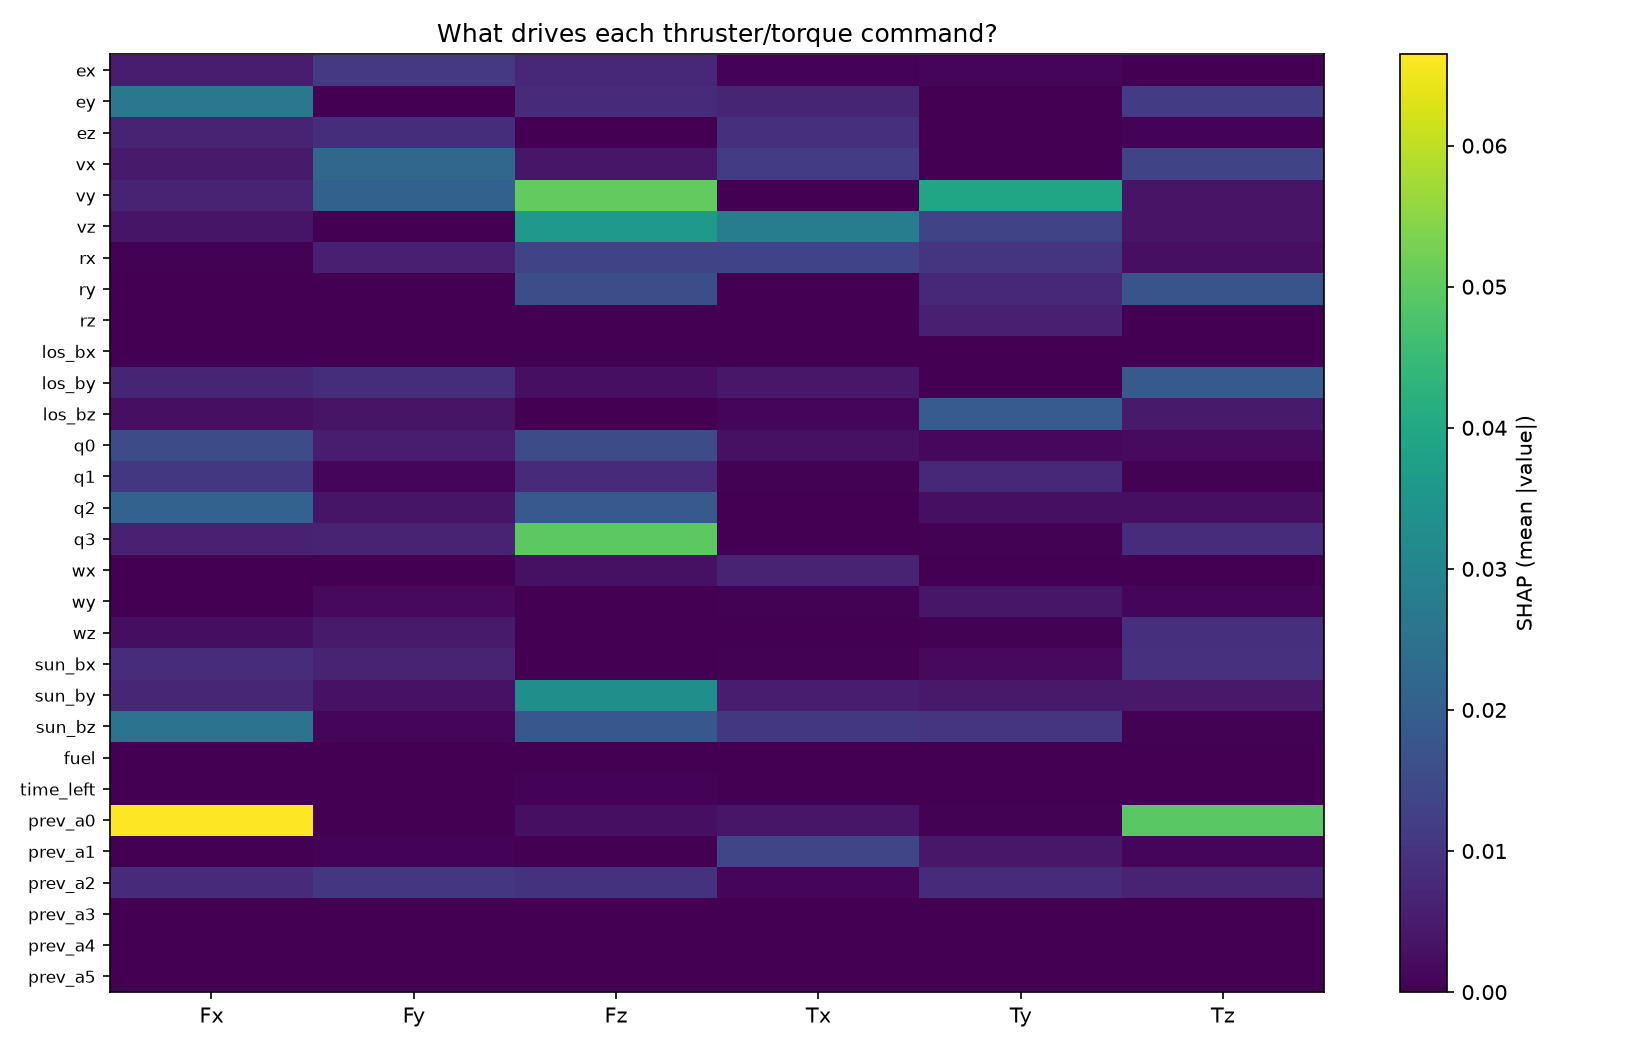 What drives each thruster/torque command?
ex
ey
ez
vx
vy
vz
rx
ry
rz
los_bx
los_by
los_bz
q0
q1
q2
q3
wx
wy
wz
sun_bx
sun_by
sun_bz
fuel
time_left
prev_a0
prev_a1
prev_a2
prev_a3
prev_a4
prev_a5
Fx Fy Fz Tx Ty Tz
0.06
0.05
0.04
0.03
0.02
0.01
0.00
SHAP (mean |value|)